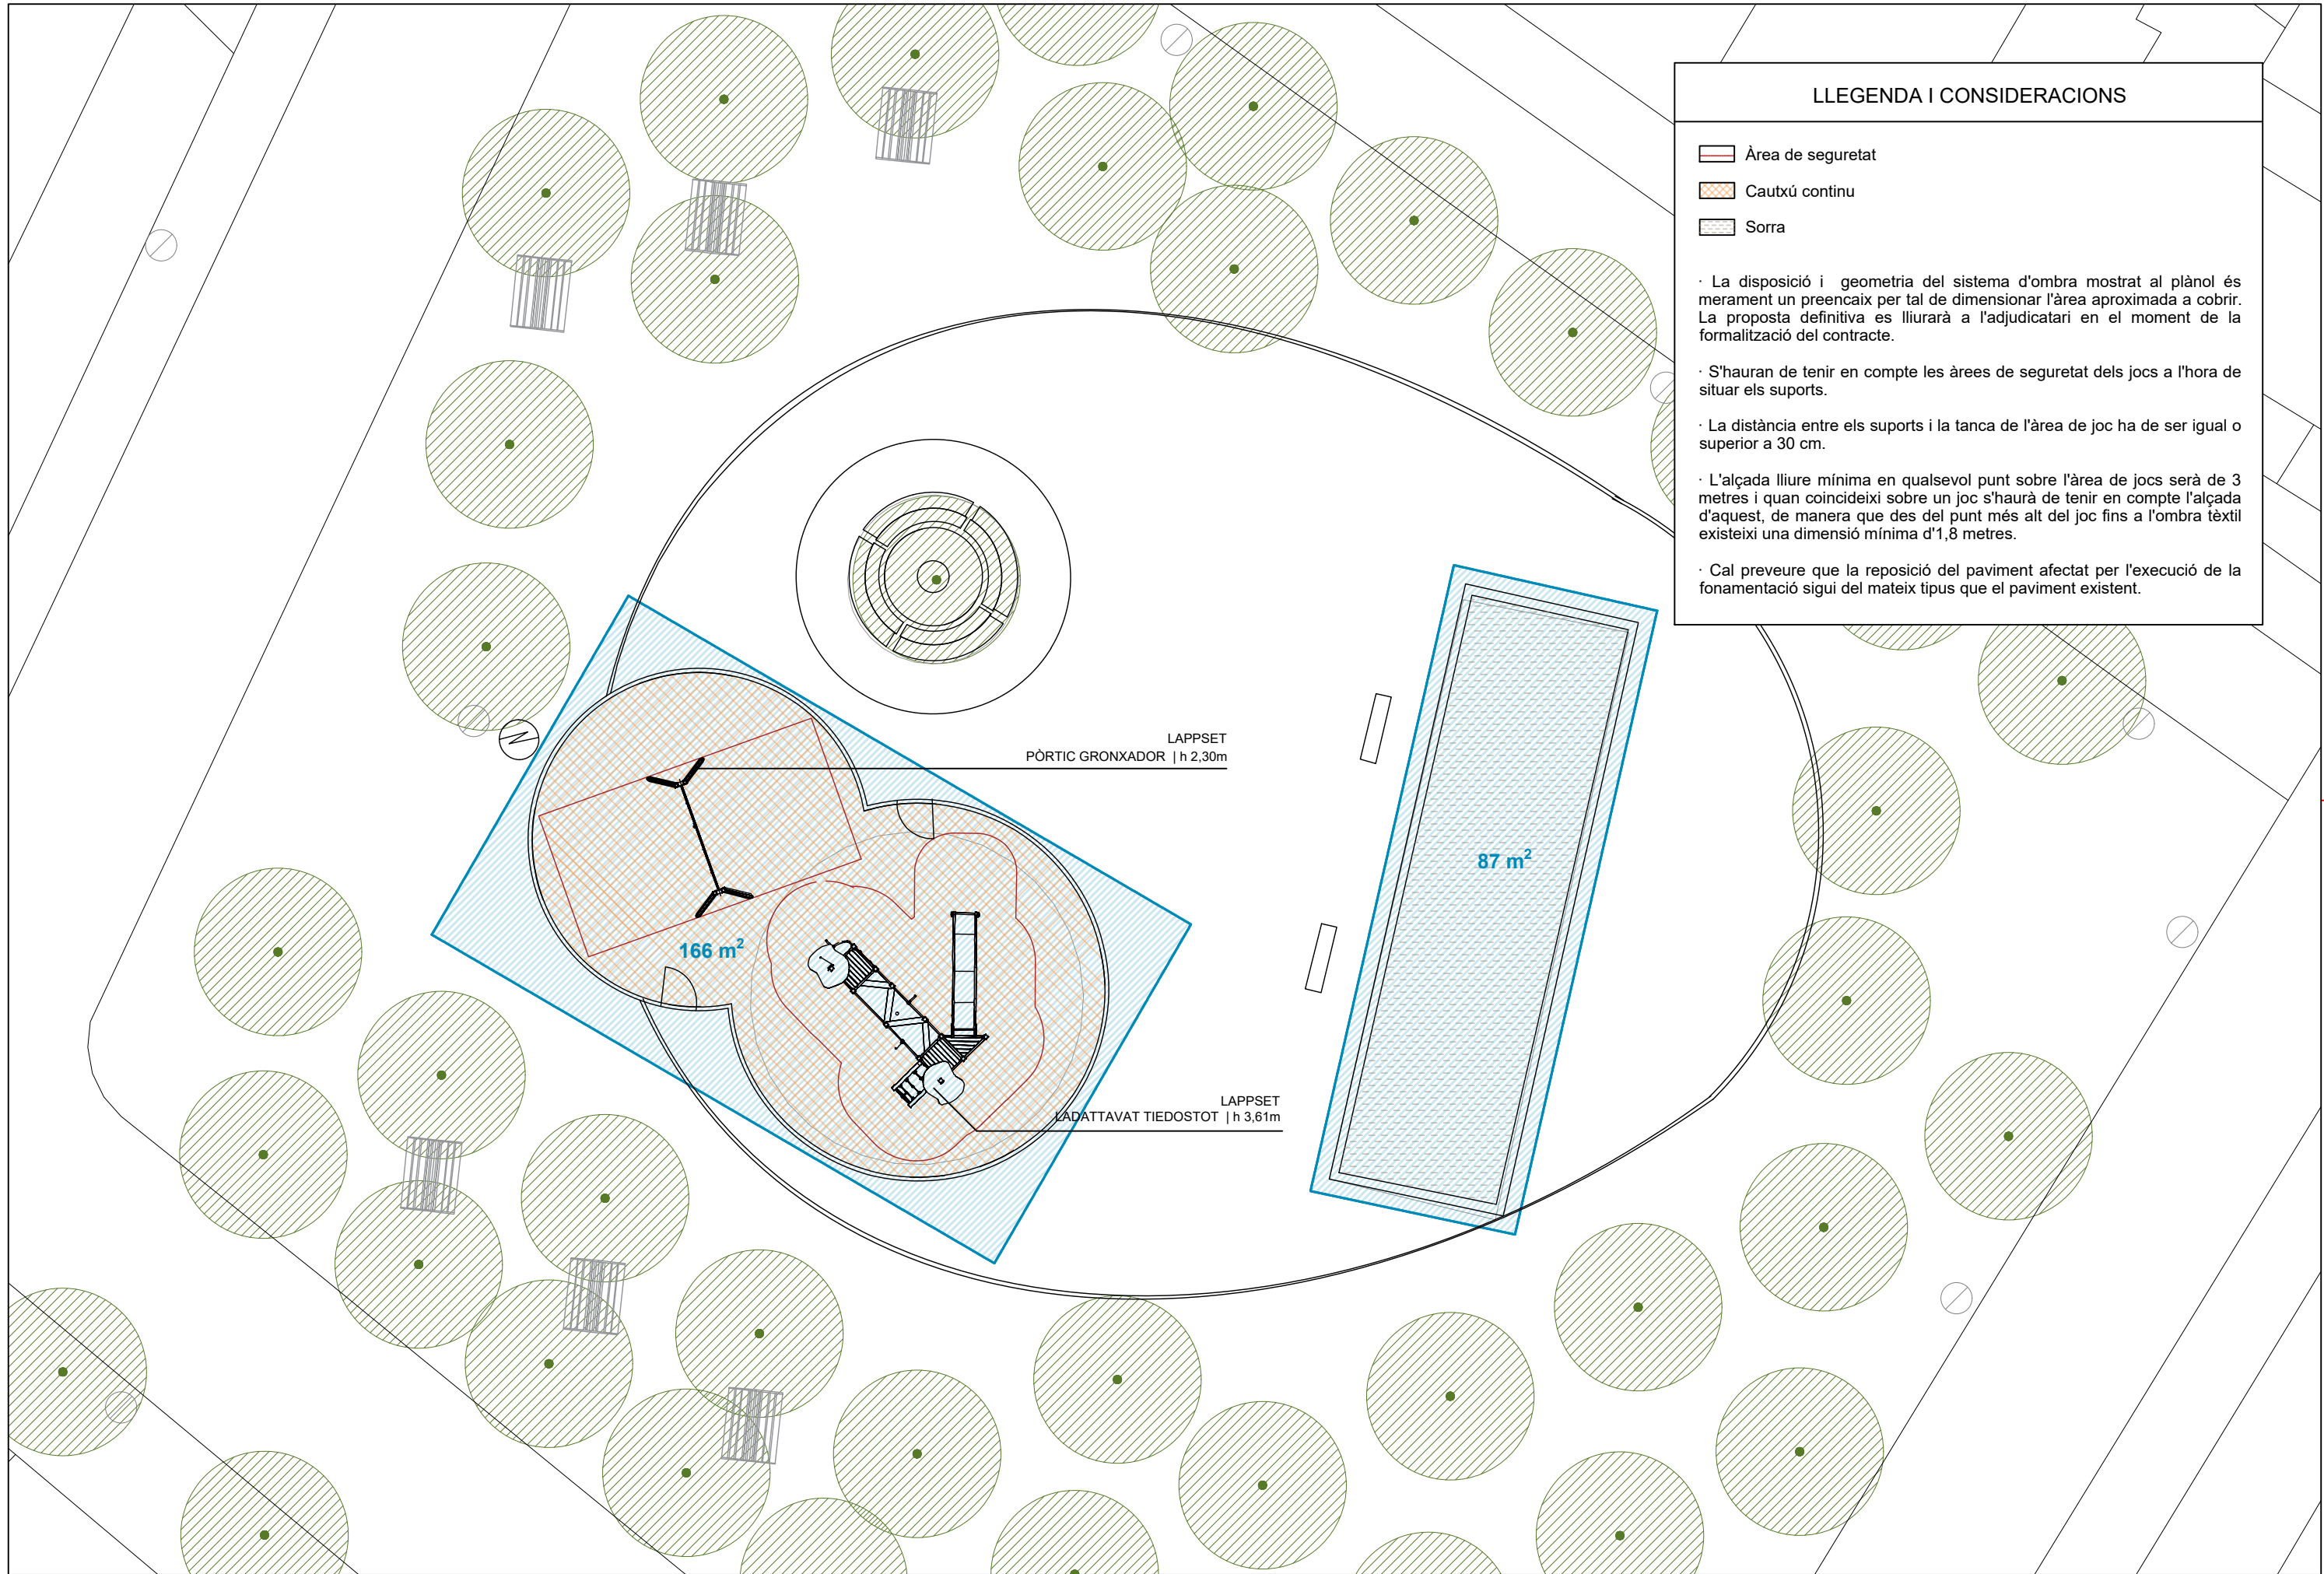 LLEGENDA I CONSIDERACIONS
Àrea de seguretat
Cautxú continu
Sorra
· La disposició i geometria del sistema d'ombra mostrat al plànol és
merament un preencaix per tal de dimensionar l'àrea aproximada a cobrir.
La proposta definitiva es lliurarà a l'adjudicatari en el moment de la
formalització del contracte.
· S'hauran de tenir en compte les àrees de seguretat dels jocs a l'hora de
situar els suports.
· La distància entre els suports i la tanca de l'àrea de joc ha de ser igual o
superior a 30 cm.
· L'alçada lliure mínima en qualsevol punt sobre l'àrea de jocs serà de 3
metres i quan coincideixi sobre un joc s'haurà de tenir en compte l'alçada
d'aquest, de manera que des del punt més alt del joc fins a l'ombra tèxtil
existeixi una dimensió mínima d'1,8 metres.
· Cal preveure que la reposició del paviment afectat per l'execució de la
fonamentació sigui del mateix tipus que el paviment existent.
N
LAPPSET
PÒRTIC GRONXADOR | h 2,30m
87 m²
166 m²
LAPPSET
LADATTAVAT TIEDOSTOT | h 3,61m